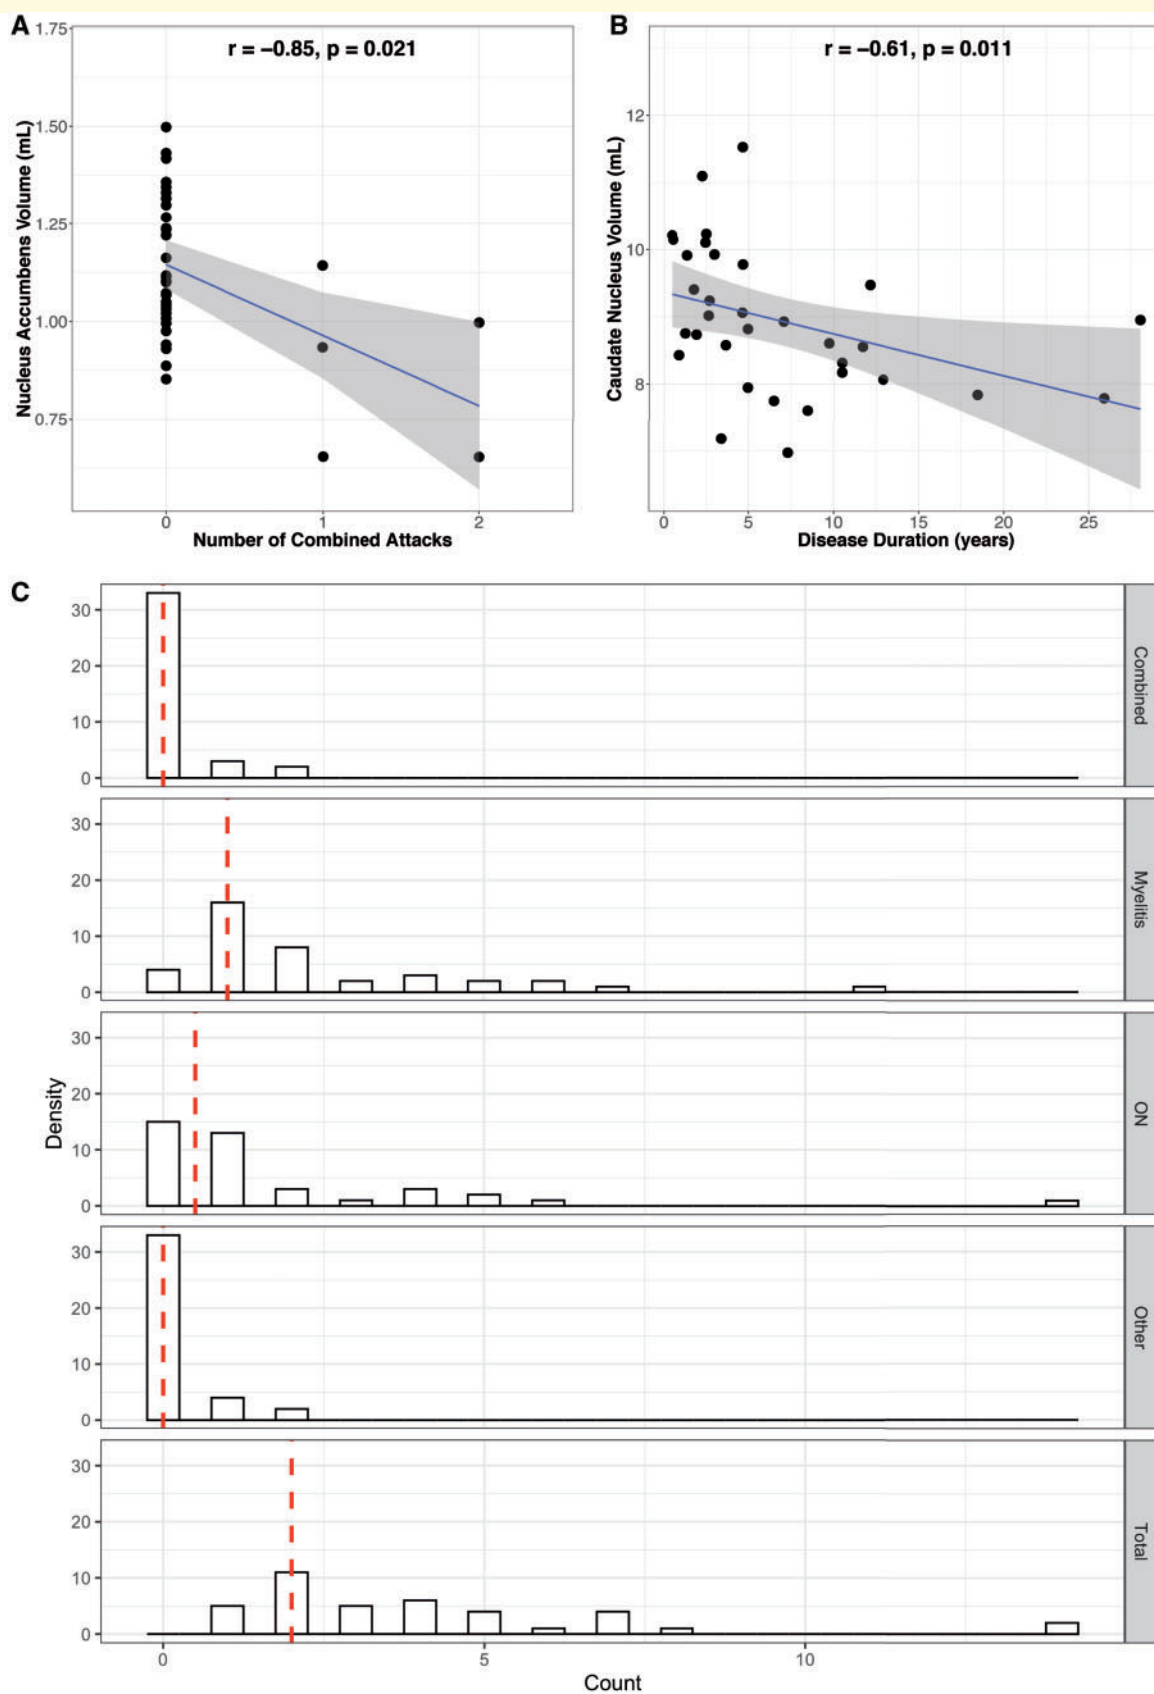 A
r = −0.85, p = 0.021
Nucleus Accumbens Volume (mL)
1.75
1.50
1.25
1.00
0.75
0
1
2
Number of Combined Attacks
B
r = −0.61, p = 0.011
Caudate Nucleus Volume (mL)
12
10
8
0
5
10
15
20
25
Disease Duration (years)
C
Density
30
20
10
0
Combined
30
20
10
0
Myelitis
30
20
10
0
ON
30
20
10
0
Other
30
20
10
0
Total
0
5
10
Count